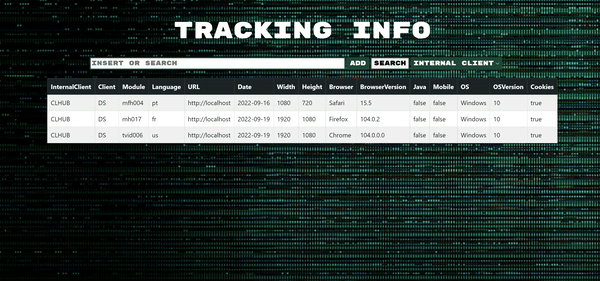 TRACKING INFO
INSERT OR SEARCH ADD SEARCH INTERNAL CLIENT
InternalClient Client Module Language URL Date Width Height Browser BrowserVersion Java Mobile OS OSVersion Cookies
CLHUB DS mfh004 pt http://localhost 2022-09-16 1080 720 Safari 15.5 false false Windows 10 true
CLHUB DS mh017 fr http://localhost 2022-09-19 1920 1080 Firefox 104.0.2 false false Windows 10 true
CLHUB DS tvid006 us http://localhost 2022-09-19 1920 1080 Chrome 104.0.0.0 false false Windows 10 true